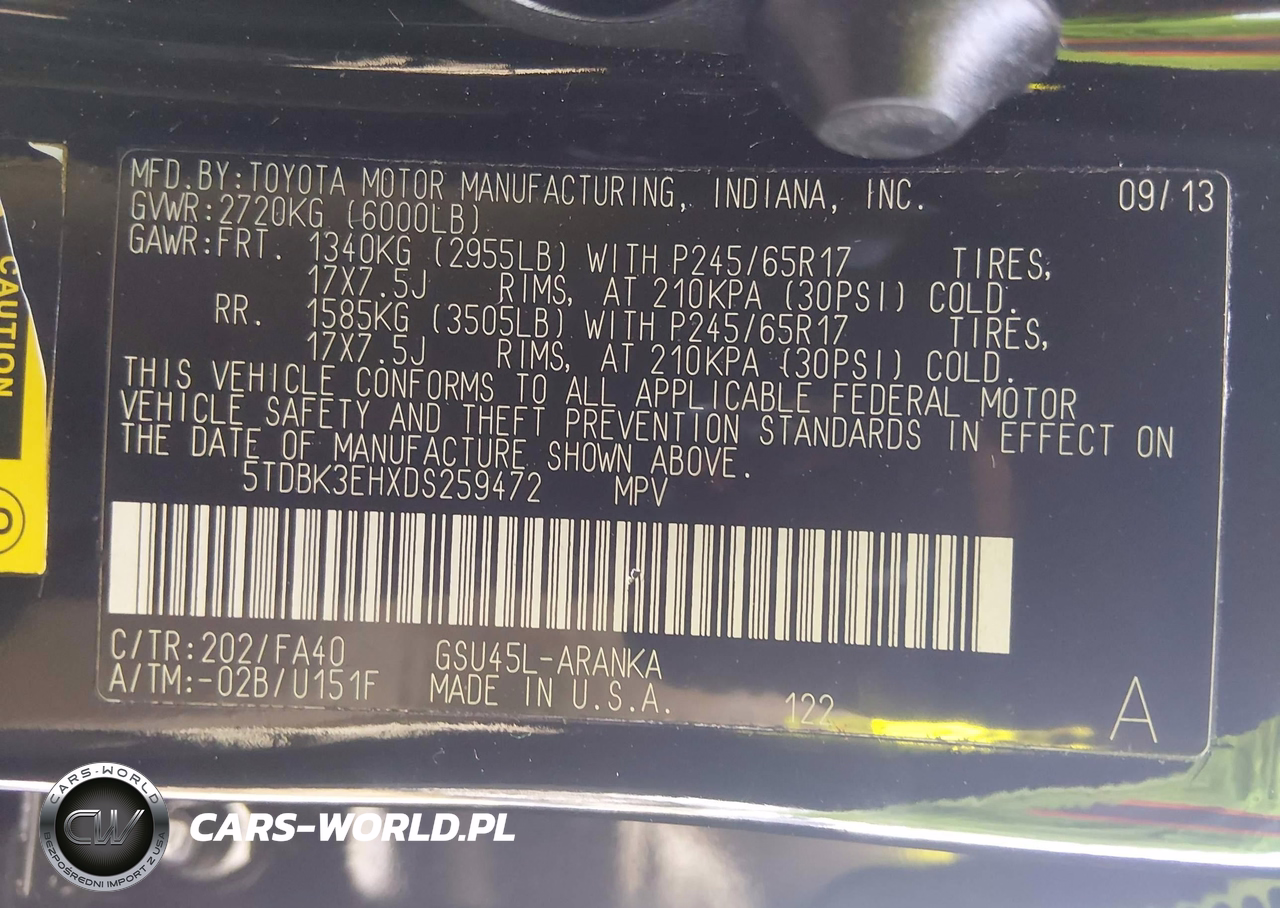 MFD.BY:TOYOTA MOTOR MANUFACTURING, INDIANA, INC. 09/13
GVWR:2720KG (6000LB)
GAWR:FRT. 1340KG (2955LB) WITH P245/65R17 TIRES,
17X7.5J RIMS, AT 210KPA (30PSI) COLD.
RR. 1585KG (3505LB) WITH P245/65R17 TIRES,
17X7.5J RIMS, AT 210KPA (30PSI) COLD.
THIS VEHICLE CONFORMS TO ALL APPLICABLE FEDERAL MOTOR
VEHICLE SAFETY AND THEFT PREVENTION STANDARDS IN EFFECT ON
THE DATE OF MANUFACTURE SHOWN ABOVE.
5TDBK3EHXDS259472 MPV
C/TR:202/FA40 GSU45L-ARANKA
A/TM:-02B/U151F MADE IN U.S.A. 122 A
CAUTION
CARS-WORLD
CW
BEZPOŚREDNI IMPORT Z USA
CARS-WORLD.PL